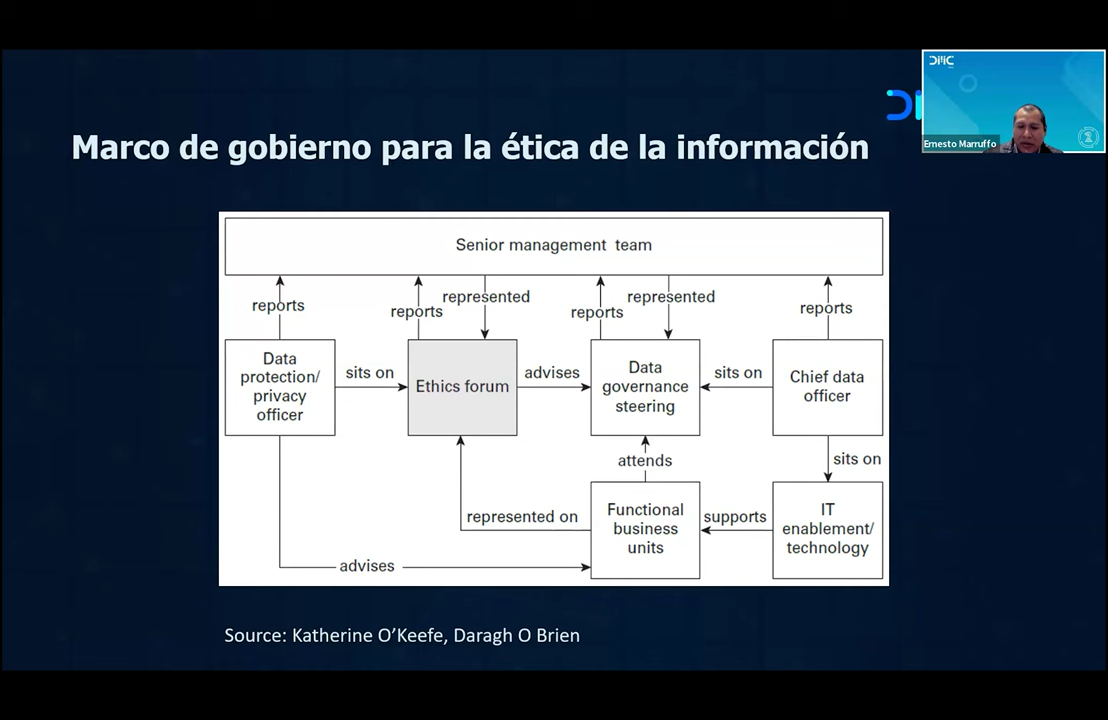 DMC
Ernesto Marruffo
Marco de gobierno para la ética de la información
Senior management team
reports
reports
represented
reports
represented
reports
Data
protection/
privacy
officer
sits on
Ethics forum
advises
Data
governance
steering
sits on
Chief data
officer
attends
sits on
represented on
Functional
business
units
supports
IT
enablement/
technology
advises
Source: Katherine O’Keefe, Daragh O Brien